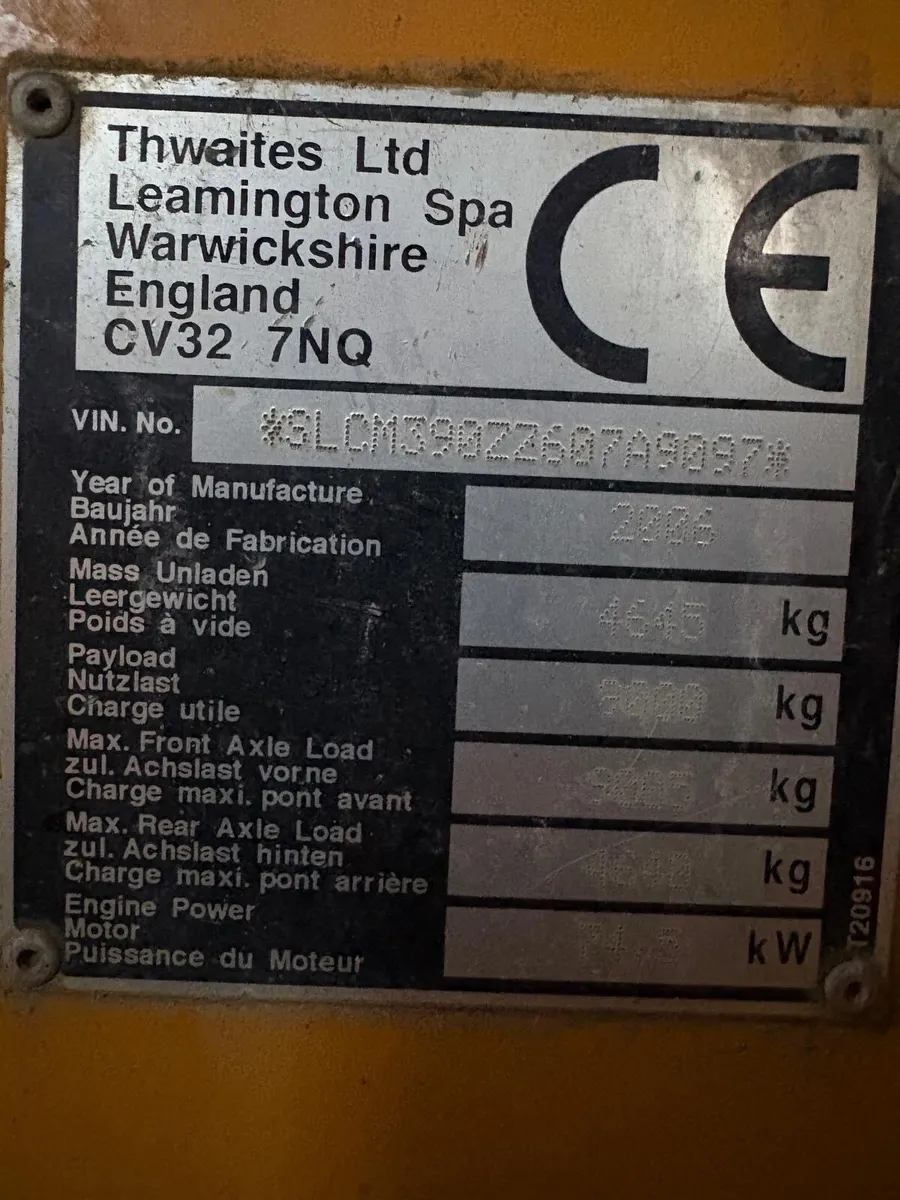 Thwaites Ltd
Leamington Spa
Warwickshire
England
CV32 7NQ
CE
VIN. No. *SLCM390ZZ607A9097*
Year of Manufacture
Baujahr 2006
Année de Fabrication
Mass Unladen
Leergewicht 4645 kg
Poids à vide
Payload
Nutzlast 9000 kg
Charge utile
Max. Front Axle Load
zul. Achslast vorne kg
Charge maxi. pont avant
Max. Rear Axle Load
zul. Achslast hinten kg
Charge maxi. pont arrière
Engine Power
Motor kW
Puissance du Moteur
T20916